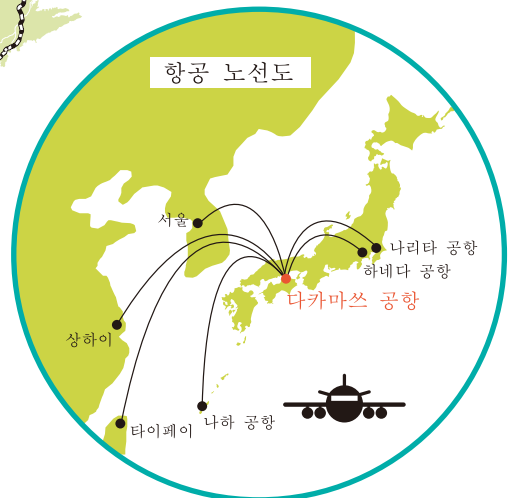 항공 노선도
서울
나리타 공항
하네다 공항
다카마쓰 공항
상하이
나하 공항
타이페이